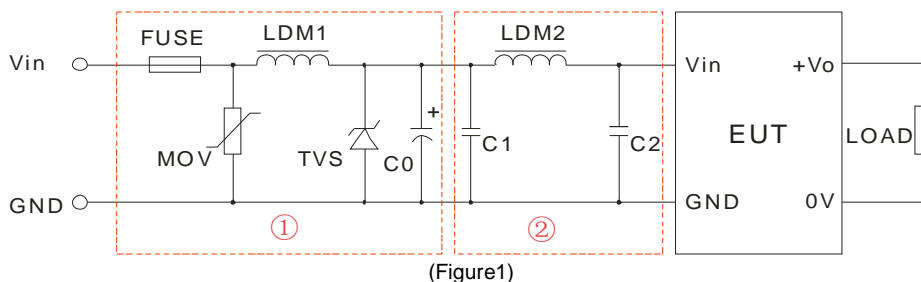 FUSE
LDM1
LDM2
Vin
Vin
+Vo
MOV
TVS
+
C0
C1
C2
EUT
LOAD
GND
GND
0V
①
②
(Figure1)